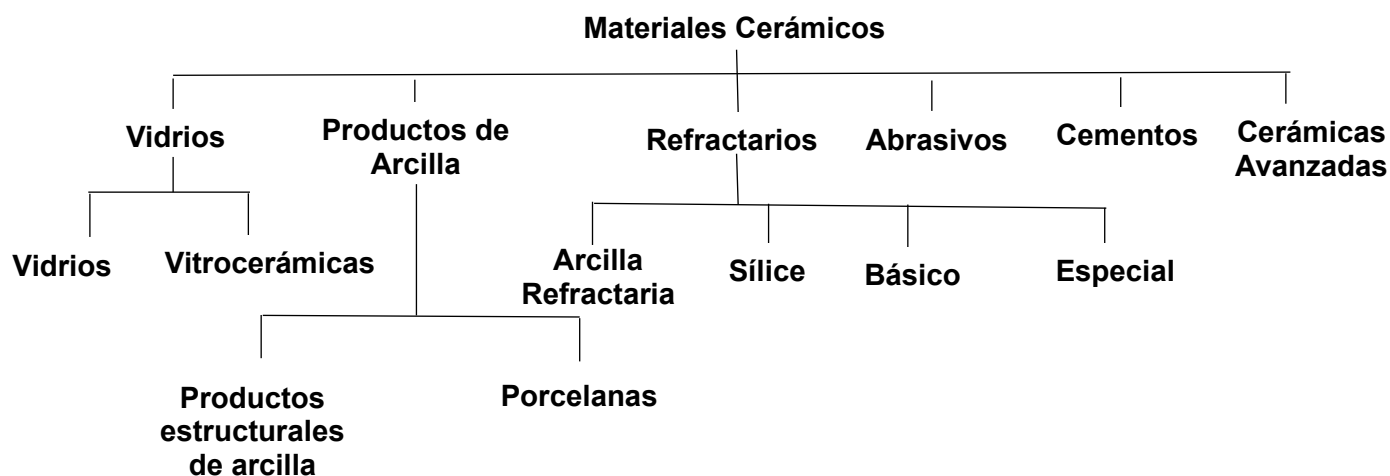 Materiales Cerámicos
Vidrios
Productos de
Arcilla
Refractarios
Abrasivos
Cementos
Cerámicas
Avanzadas
Vidrios
Vitrocerámicas
Arcilla
Refractaria
Sílice
Básico
Especial
Productos
estructurales
de arcilla
Porcelanas